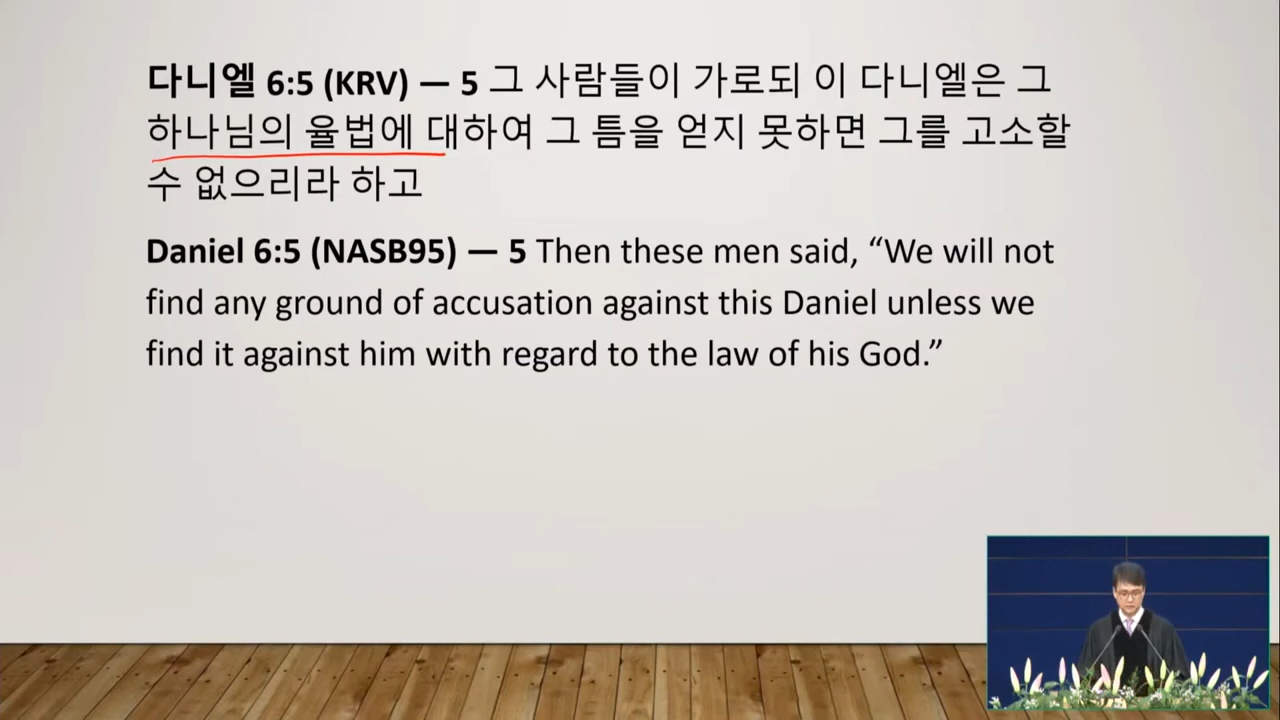 다니엘 6:5 (KRV) — 5 그 사람들이 가로되 이 다니엘은 그
하나님의 율법에 대하여 그 틈을 얻지 못하면 그를 고소할
수 없으리라 하고
Daniel 6:5 (NASB95) — 5 Then these men said, “We will not
find any ground of accusation against this Daniel unless we
find it against him with regard to the law of his God.”